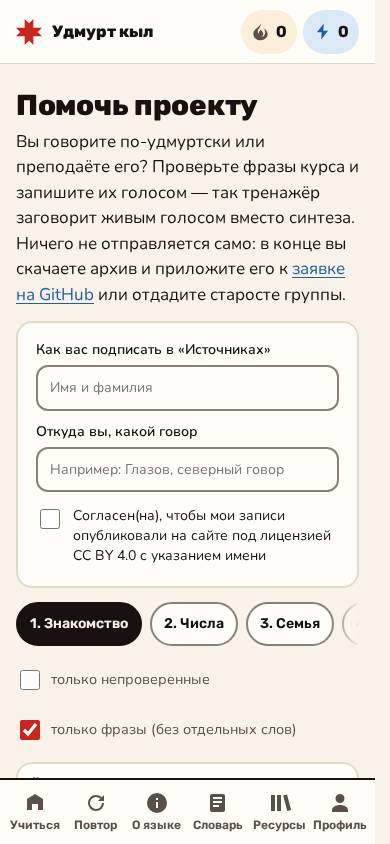 Удмурт кыл
0
0
Помочь проекту
Вы говорите по-удмуртски или
преподаёте его? Проверьте фразы курса и
запишите их голосом — так тренажёр
заговорит живым голосом вместо синтеза.
Ничего не отправляется само: в конце вы
скачаете архив и приложите его к заявке
на GitHub или отдадите старосте группы.
Как вас подписать в «Источниках»
Имя и фамилия
Откуда вы, какой говор
Например: Глазов, северный говор
Согласен(на), чтобы мои записи
опубликовали на сайте под лицензией
CC BY 4.0 с указанием имени
1. Знакомство 2. Числа 3. Семья
только непроверенные
только фразы (без отдельных слов)
Учиться Повтор О языке Словарь Ресурсы Профиль